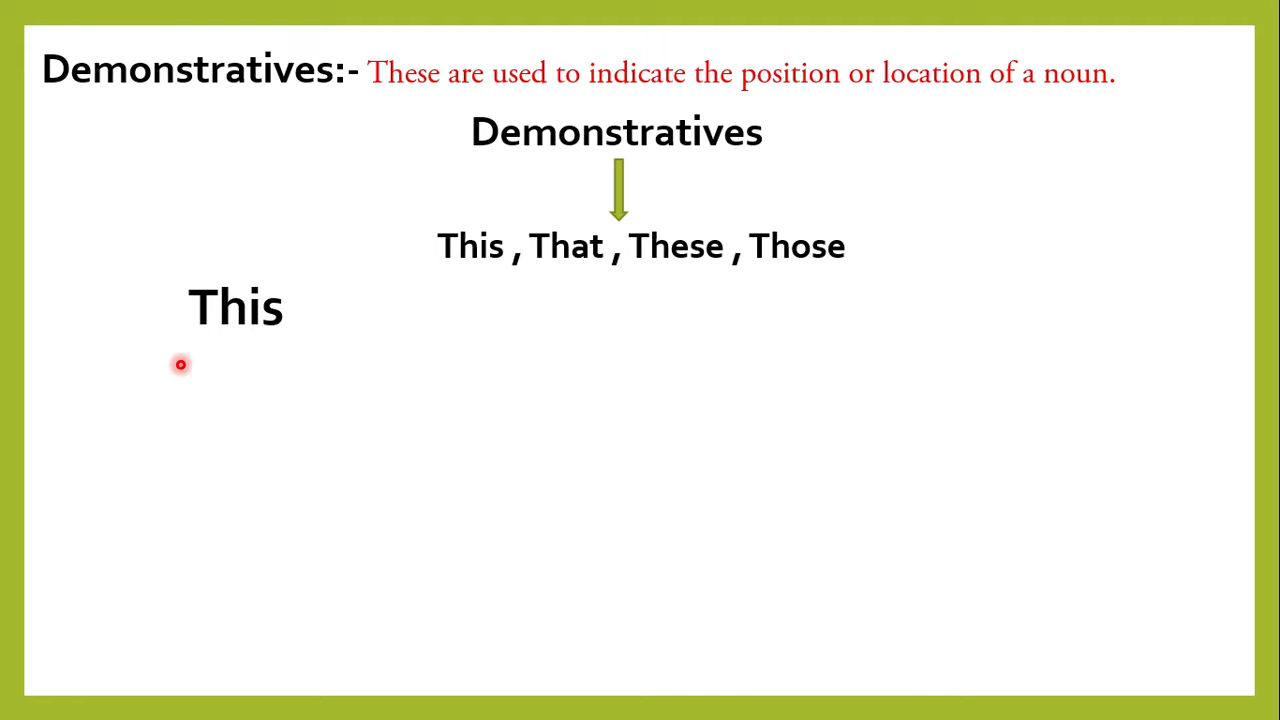 Demonstratives:- These are used to indicate the position or location of a noun.
Demonstratives
This , That , These , Those
This